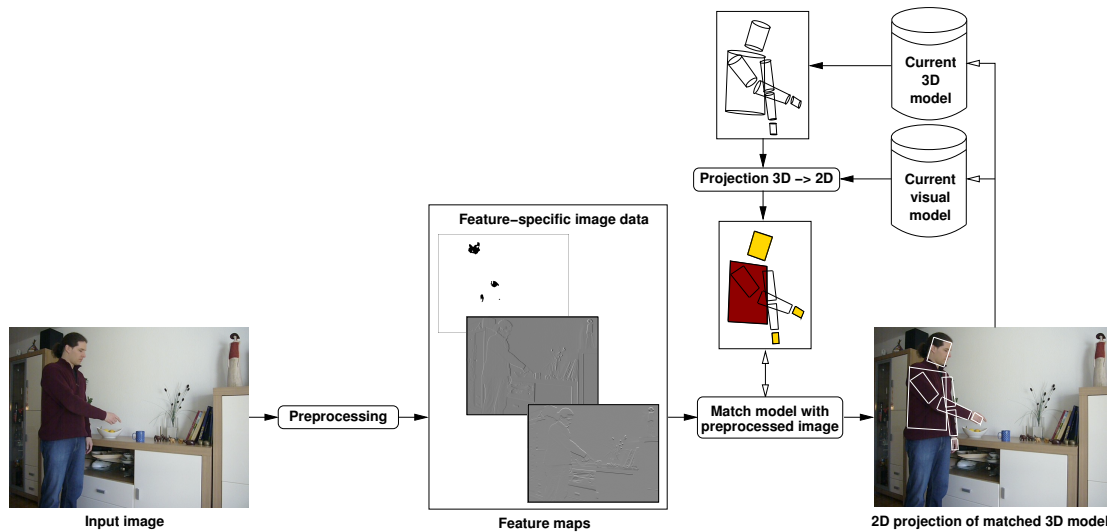 Current
3D
model
Projection 3D −> 2D
Current
visual
model
Feature−specific image data
Preprocessing
Match model with
preprocessed image
Input image
Feature maps
2D projection of matched 3D model